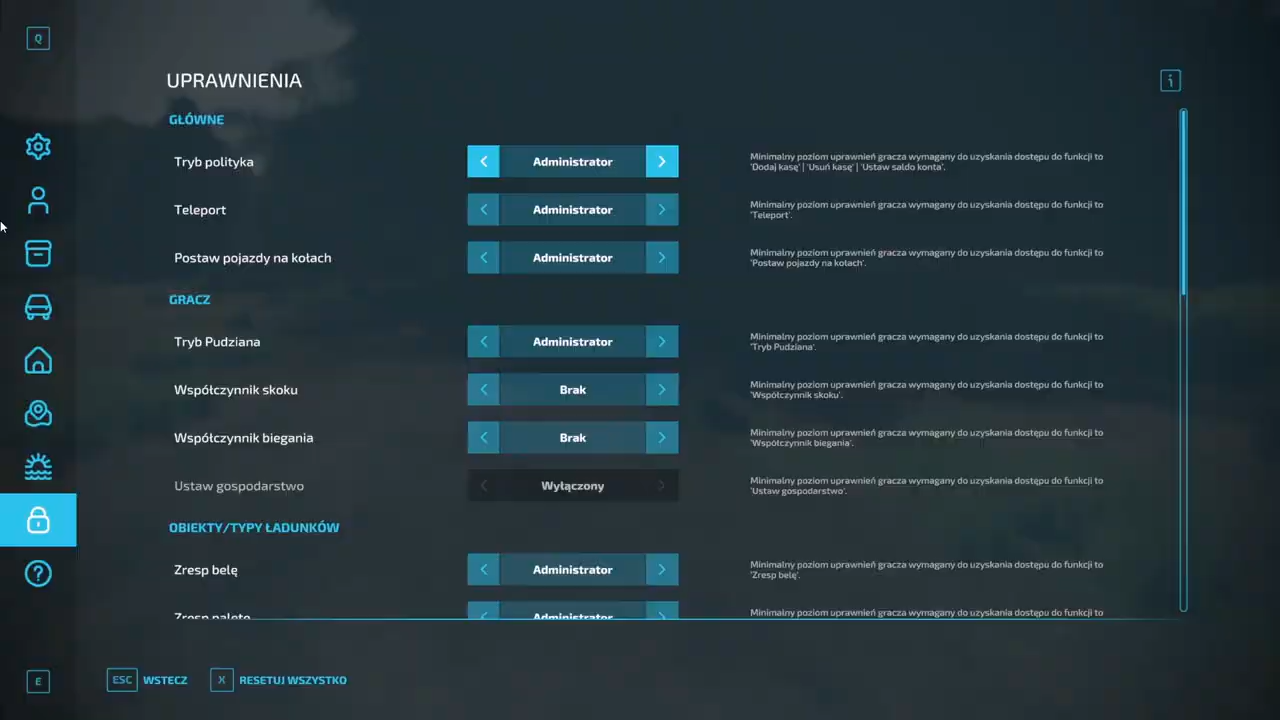 Q
UPRAWNIENIA
i
GŁÓWNE
Tryb polityka
Administrator
Minimalny poziom uprawnień gracza wymagany do uzyskania dostępu do funkcji to
'Dodaj kasę' | 'Usuń kasę' | 'Ustaw saldo konta'.
Teleport
Administrator
Minimalny poziom uprawnień gracza wymagany do uzyskania dostępu do funkcji to
'Teleport'.
Postaw pojazdy na kołach
Administrator
Minimalny poziom uprawnień gracza wymagany do uzyskania dostępu do funkcji to
'Postaw pojazdy na kołach'.
GRACZ
Tryb Pudziana
Administrator
Minimalny poziom uprawnień gracza wymagany do uzyskania dostępu do funkcji to
'Tryb Pudziana'.
Współczynnik skoku
Brak
Minimalny poziom uprawnień gracza wymagany do uzyskania dostępu do funkcji to
'Współczynnik skoku'.
Współczynnik biegania
Brak
Minimalny poziom uprawnień gracza wymagany do uzyskania dostępu do funkcji to
'Współczynnik biegania'.
Ustaw gospodarstwo
Wyłączony
Minimalny poziom uprawnień gracza wymagany do uzyskania dostępu do funkcji to
'Ustaw gospodarstwo'.
OBIEKTY/TYPY ŁADUNKÓW
Zresp belę
Administrator
Minimalny poziom uprawnień gracza wymagany do uzyskania dostępu do funkcji to
'Zresp belę'.
Zresp paletę
Administrator
Minimalny poziom uprawnień gracza wymagany do uzyskania dostępu do funkcji to
E
ESC WSTECZ
X RESETUJ WSZYSTKO